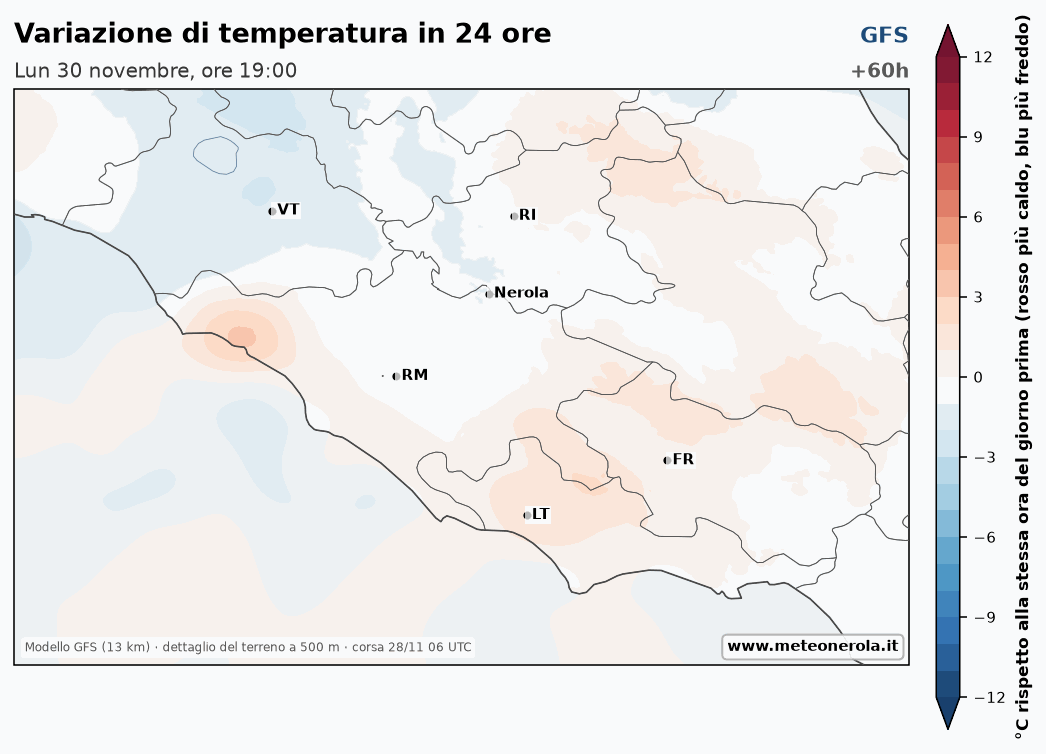 Variazione di temperatura in 24 ore
GFS
Lun 30 novembre, ore 19:00
+60h
VT
RI
Nerola
RM
FR
LT
Modello GFS (13 km) · dettaglio del terreno a 500 m · corsa 28/11 06 UTC
www.meteonerola.it
12
9
6
3
0
−3
−6
−9
−12
°C rispetto alla stessa ora del giorno prima (rosso più caldo, blu più freddo)